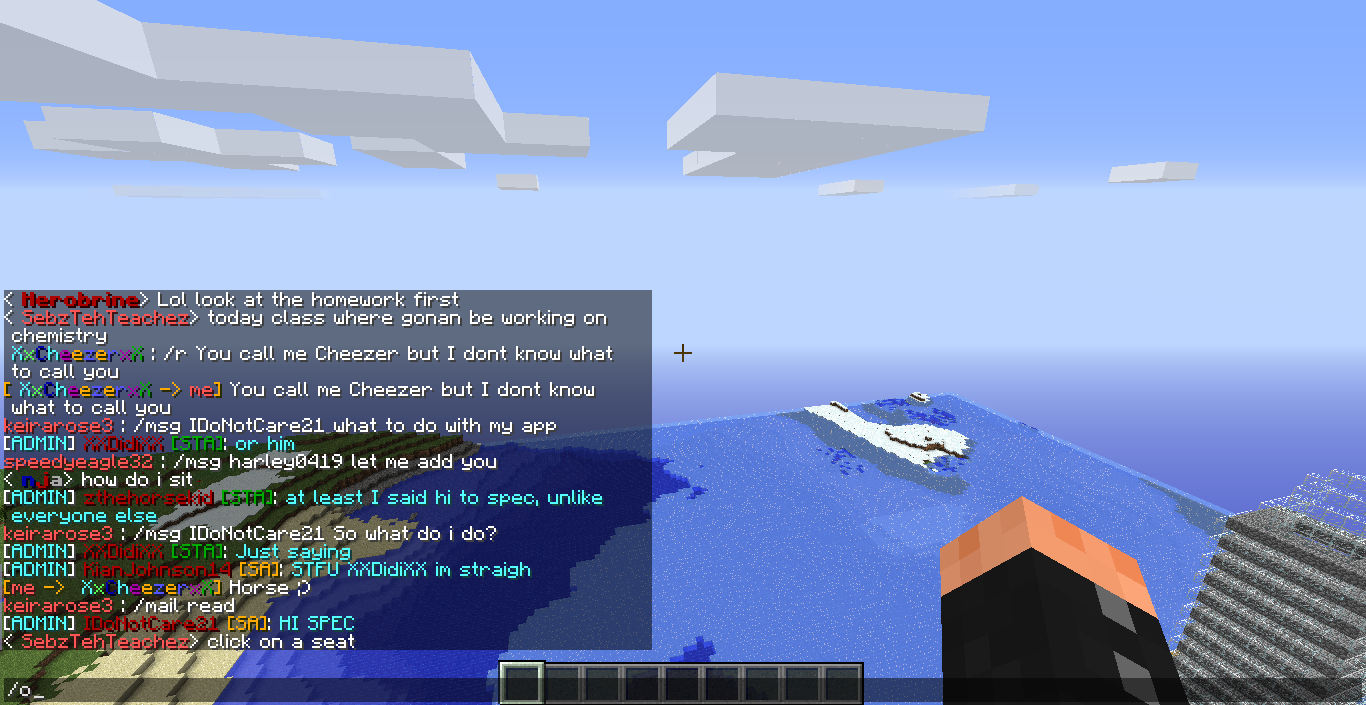 < Herobrine> Lol look at the homework first
< SebzTehTeachez> today class where gonan be working on
chemistry
XxCheezerxX : /r You call me Cheezer but I dont know what
to call you
[ XxCheezerxX -> me] You call me Cheezer but I dont know
what to call you
keirarose3 : /msg IDoNotCare21 what to do with my app
[ADMIN] XXDidiXX [STA]: or him
speedyeagle32 : /msg harley0419 let me add you
< nJa> how do i sit
[ADMIN] zthehorsekid [STA]: at least I said hi to spec, unlike
everyone else
keirarose3 : /msg IDoNotCare21 So what do i do?
[ADMIN] XXDidiXX [STA]: Just saying
[ADMIN] KianJohnson14 [SA]: STFU XXDidiXX im straigh
[me -> XxCheezerxX] Horse ;)
keirarose3 : /mail read
[ADMIN] IDoNotCare21 [SA]: HI SPEC
< SebzTehTeachez> click on a seat
/o_